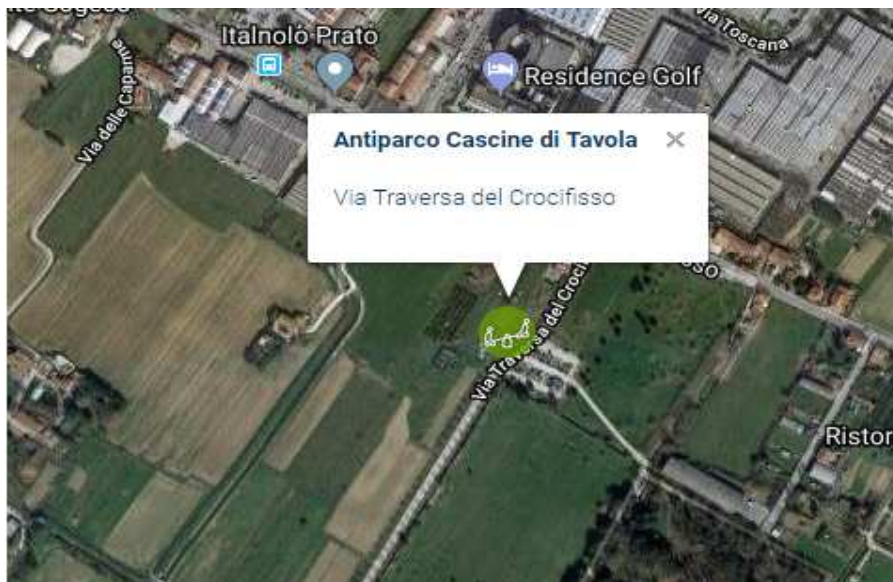 Italnolo Prato
Via Toscana
Residence Golf
Via delle Capanne
Antiparco Cascine di Tavola ×
Via Traversa del Crocifisso
Via Traversa del Croci
Ristor